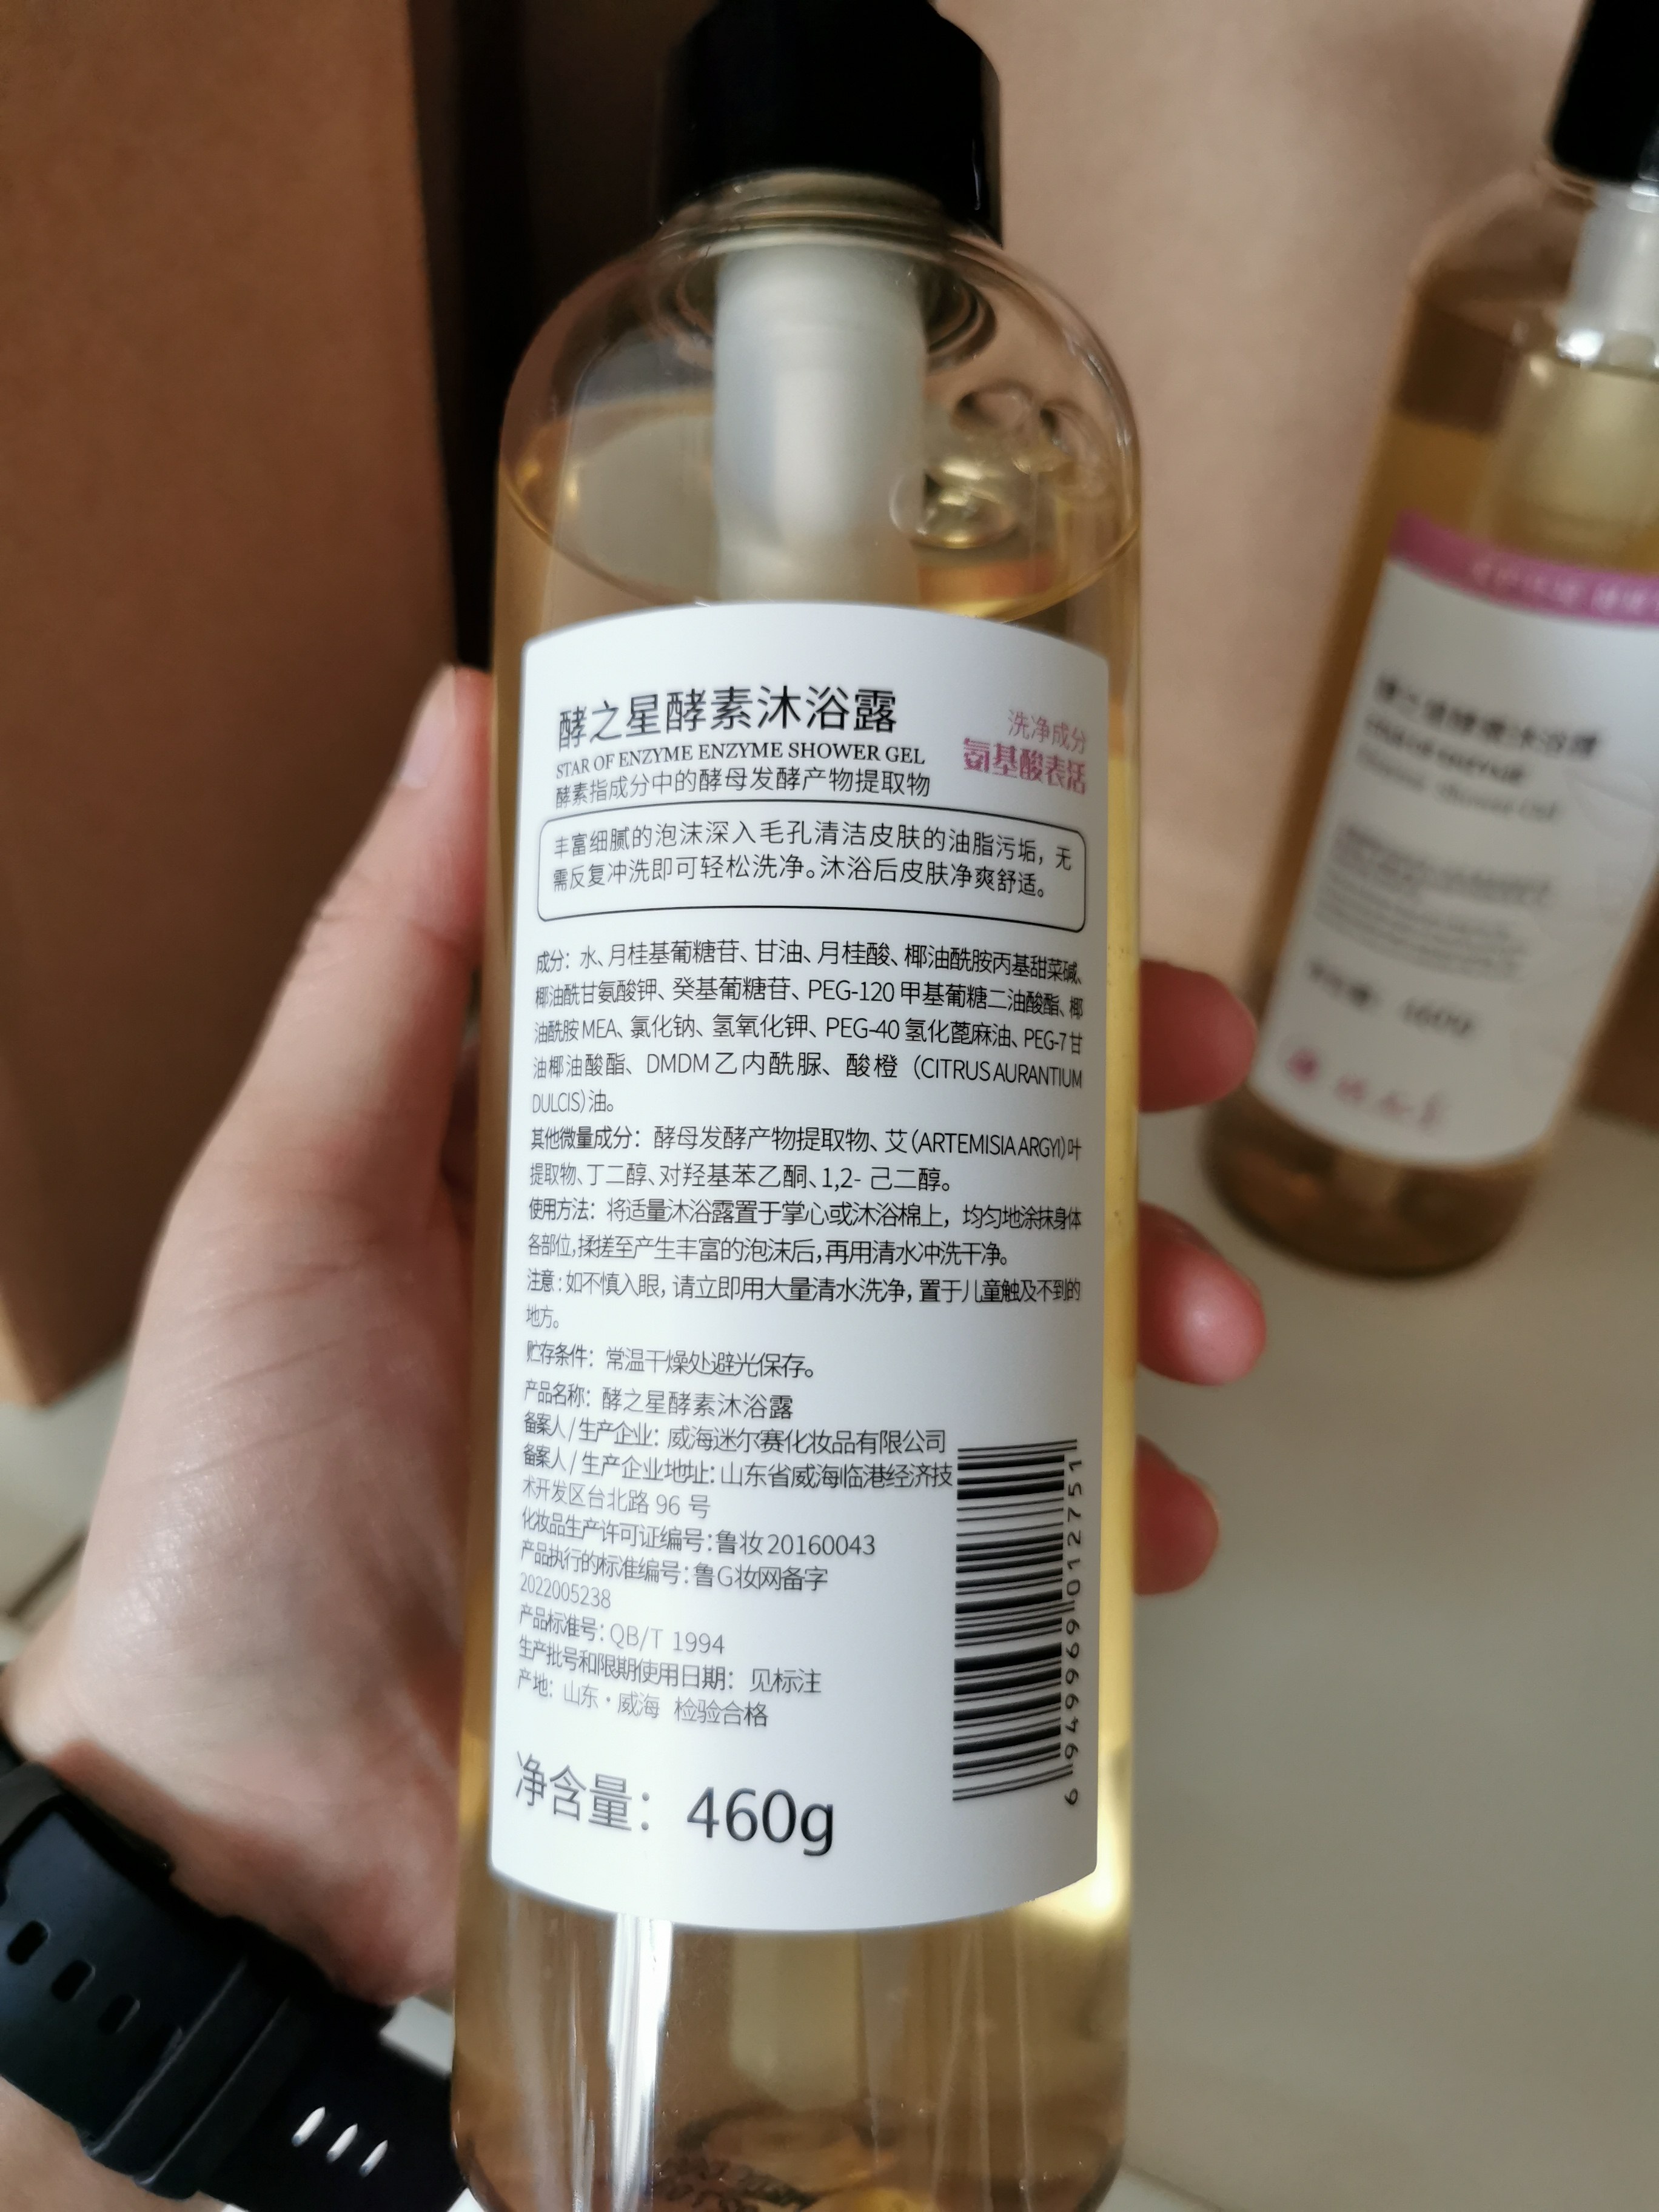 酵之星酵素沐浴露
STAR OF ENZYME ENZYME SHOWER GEL
酵素指成分中的酵母发酵产物提取物
洗净成分
氨基酸表活
丰富细腻的泡沫深入毛孔清洁皮肤的油脂污垢，无
需反复冲洗即可轻松洗净。沐浴后皮肤净爽舒适。
成分：水、月桂基葡糖苷、甘油、月桂酸、椰油酰胺丙基甜菜碱、
椰油酰甘氨酸钾、癸基葡糖苷、PEG-120 甲基葡糖二油酸酯、椰
油酰胺 MEA、氯化钠、氢氧化钾、PEG-40 氢化蓖麻油、PEG-7 甘
油椰油酸酯、DMDM 乙内酰脲、酸橙（CITRUS AURANTIUM
DULCIS）油。
其他微量成分：酵母发酵产物提取物、艾（ARTEMISIA ARGYI）叶
提取物、丁二醇、对羟基苯乙酮、1,2- 己二醇。
使用方法：将适量沐浴露置于掌心或沐浴棉上，均匀地涂抹身体
各部位，揉搓至产生丰富的泡沫后，再用清水冲洗干净。
注意：如不慎入眼，请立即用大量清水洗净，置于儿童触及不到的
地方。
贮存条件：常温干燥处避光保存。
产品名称：酵之星酵素沐浴露
备案人 / 生产企业：威海迷尔赛化妆品有限公司
备案人 / 生产企业地址：山东省威海临港经济技
术开发区台北路 96 号
化妆品生产许可证编号：鲁妆 20160043
产品执行的标准编号：鲁G妆网备字
2022005238
产品标准号：QB/T 1994
生产批号和限期使用日期：见标注
产地：山东·威海 检验合格
净含量：460g
6 949669 012751
酵之星酵素沐浴露
460g